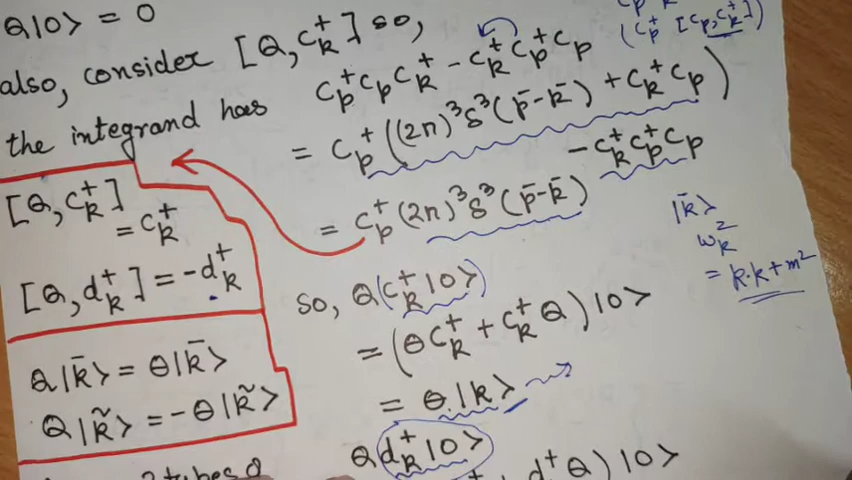 Q|0> = 0
also, consider [Q, C_k^+] so,
the integrand has C_p^+ C_p C_k^+ - C_k^+ C_p^+ C_p
(C_p^+ [C_p, C_k^+])
= C_p^+ ((2π)^3 δ^3(p̄-k̄) + C_k^+ C_p)
- C_k^+ C_p^+ C_p
= C_p^+ (2π)^3 δ^3(p̄-k̄)
[Q, C_k^+]
= C_k^+
[Q, d_k^+] = -d_k^+
Q|k̄> = θ|k̄>
Q|k̃> = -θ|k̃>
so, Q(C_k^+|0>)
= (θC_k^+ + C_k^+ Q)|0>
= θ|k>
Q d_k^+|0>
d^+ Q)|0>
|k̄>
ω_k^2
= k·k+m^2